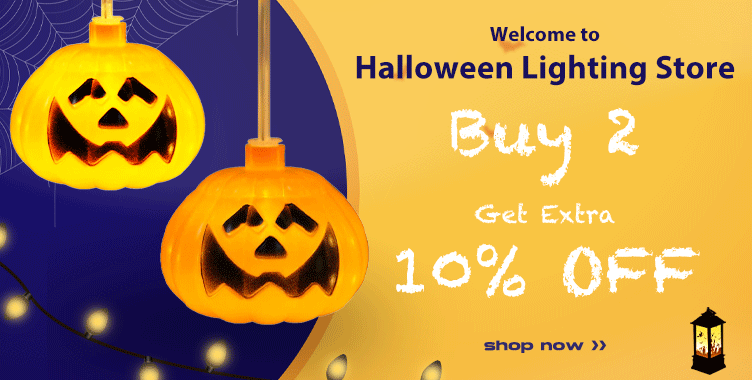 Welcome to
Halloween Lighting Store
Buy 2
Get Extra
10% OFF
shop now »